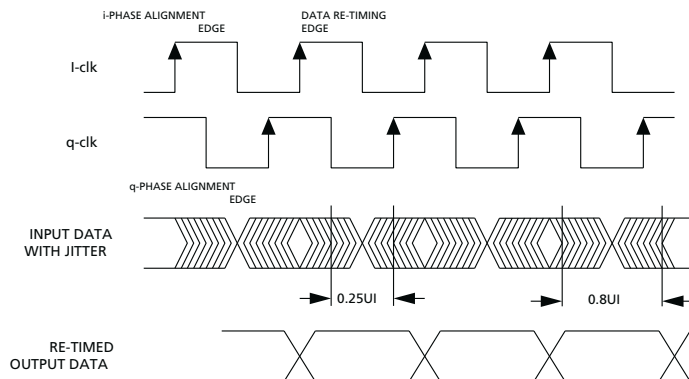 i-PHASE ALIGNMENT
EDGE
DATA RE-TIMING
EDGE
I-clk
q-clk
q-PHASE ALIGNMENT
EDGE
INPUT DATA
WITH JITTER
0.25UI
0.8UI
RE-TIMED
OUTPUT DATA